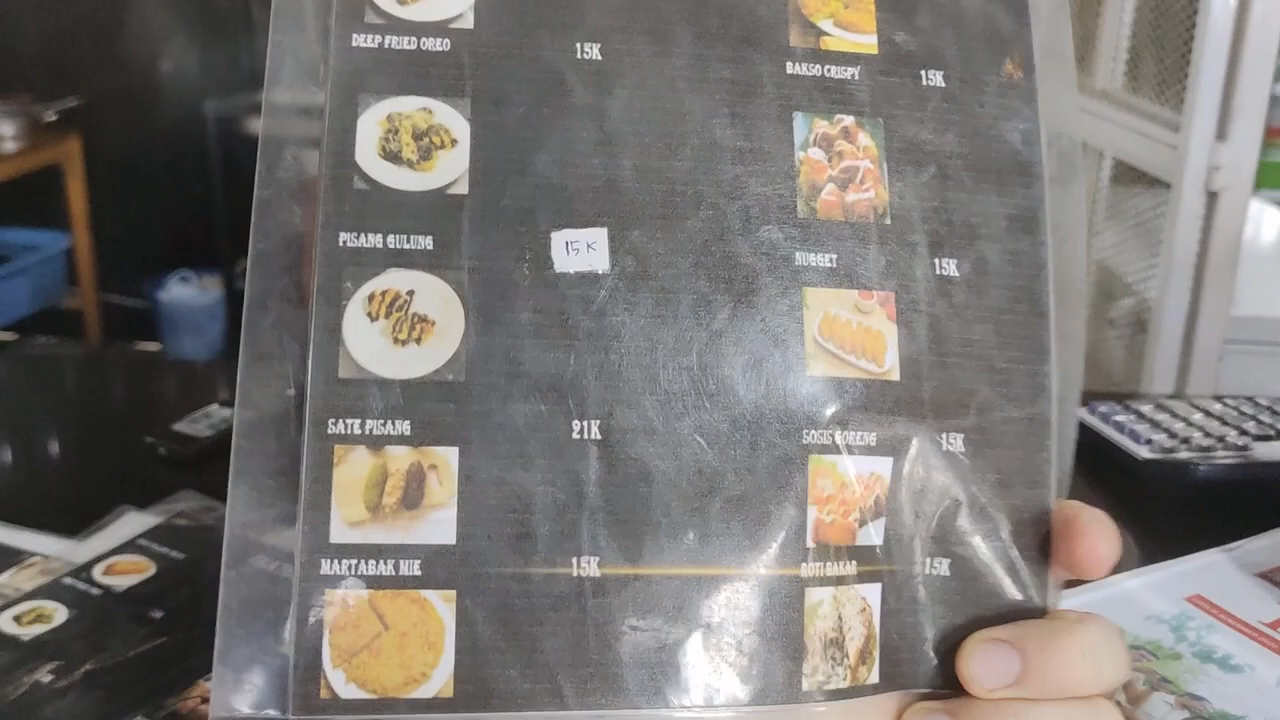 DEEP FRIED OREO 15K
PISANG GULUNG 15 K
SATE PISANG 21K
MARTABAK MIE 15K
BAKSO CRISPY 15K
NUGGET 15K
SOSIS GORENG 15K
ROTI BAKAR 15K